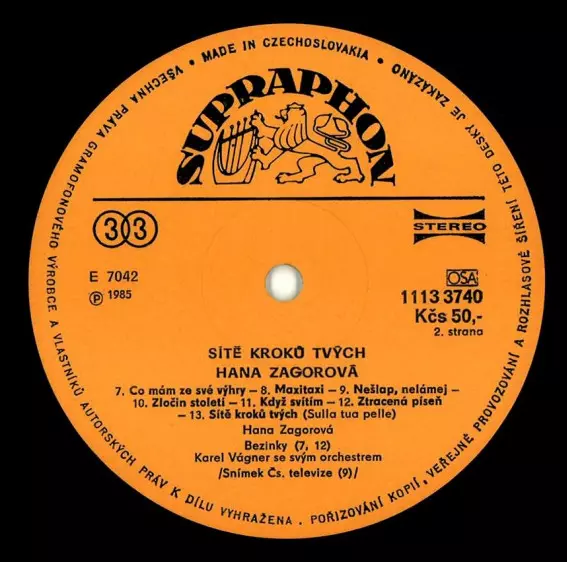 VŠECHNA PRÁVA GRAMOFONOVÉHO VÝROBCE A VLASTNÍKŮ AUTORSKÝCH PRÁV K DÍLU VYHRAŽENA. POŘIZOVÁNÍ KOPIÍ, VEŘEJNÉ PROVOZOVÁNÍ A ROZHLASOVÉ ŠÍŘENÍ TÉTO DESKY JE ZAKÁZÁNO • MADE IN CZECHOSLOVAKIA •
SUPRAPHON
33
STEREO
E 7042
Ⓟ 1985
OSA
1113 3740
Kčs 50,-
2. strana
SÍTĚ KROKŮ TVÝCH
HANA ZAGOROVÁ
7. Co mám ze své výhry – 8. Maxitaxi – 9. Nešlap, nelámej –
– 10. Zločin století – 11. Když svítím – 12. Ztracená píseň
– 13. Sítě kroků tvých (Sulla tua pelle)
Hana Zagorová
Bezinky (7, 12)
Karel Vágner se svým orchestrem
/Snímek Čs. televize (9)/